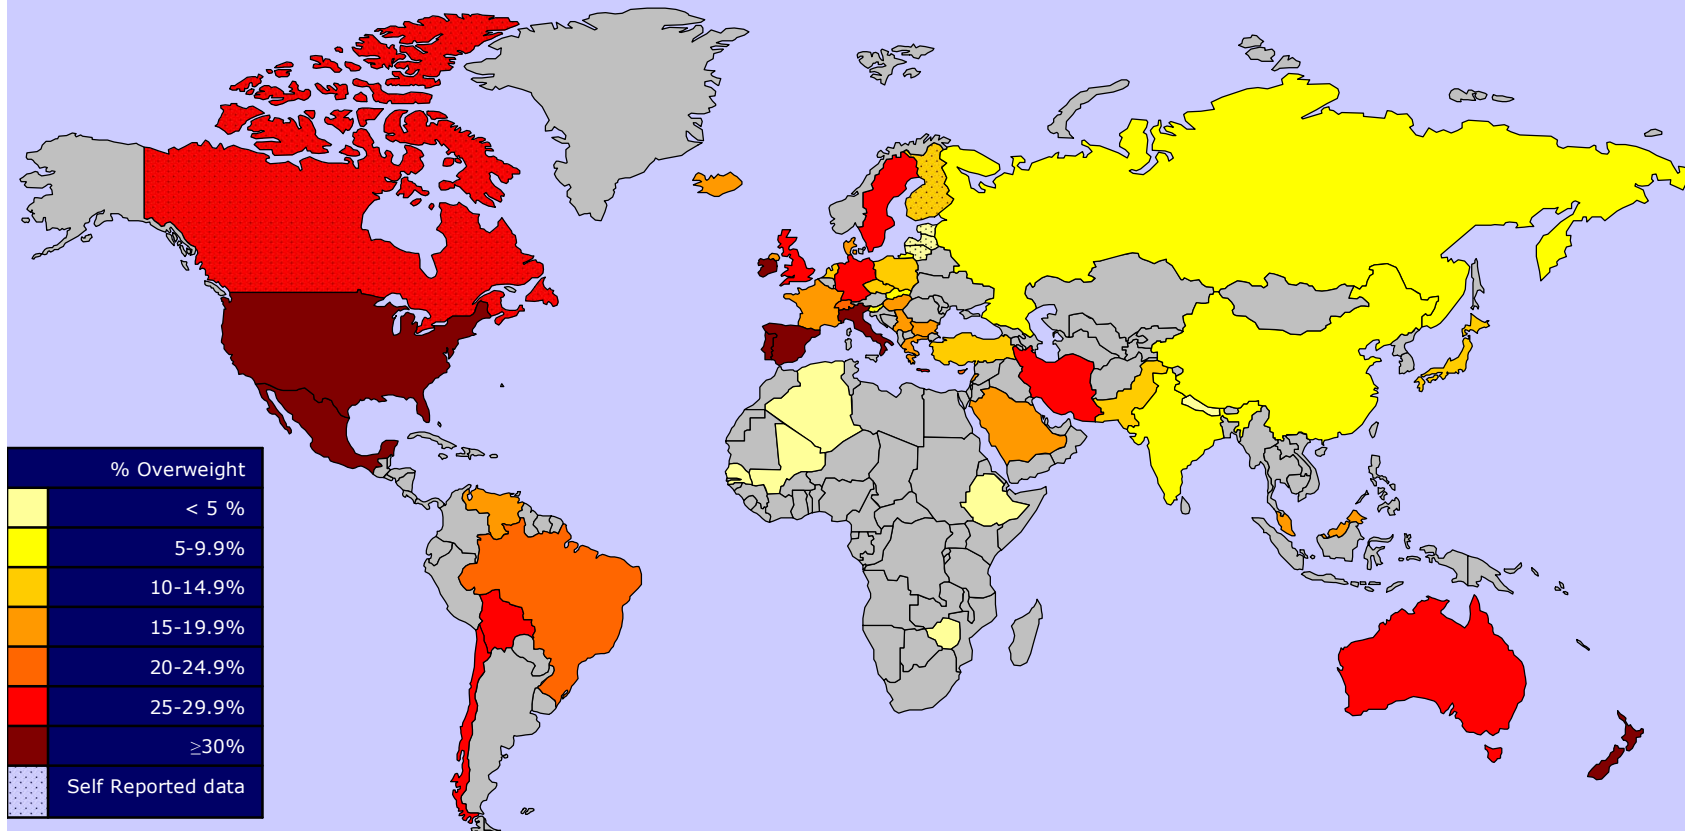 % Overweight
< 5 %
5-9.9%
10-14.9%
15-19.9%
20-24.9%
25-29.9%
≥30%
Self Reported data